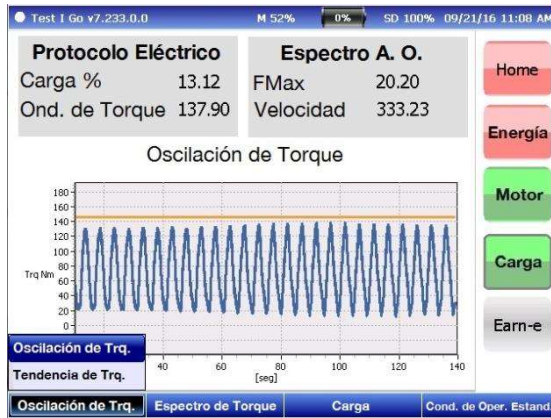 Test I Go v7.233.0.0 M 52% 0% SD 100% 09/21/16 11:08 AM
Protocolo Eléctrico
Carga % 13.12
Ond. de Torque 137.90
Espectro A. O.
FMax 20.20
Velocidad 333.23
Home
Energía
Motor
Carga
Earn-e
Oscilación de Torque
180
160
140
120
100
80
60
40
20
0
Trq Nm
40 60 80 100 120 140
[seg]
Oscilación de Trq.
Tendencia de Trq.
Oscilación de Trq. Espectro de Torque Carga Cond. de Oper. Estand